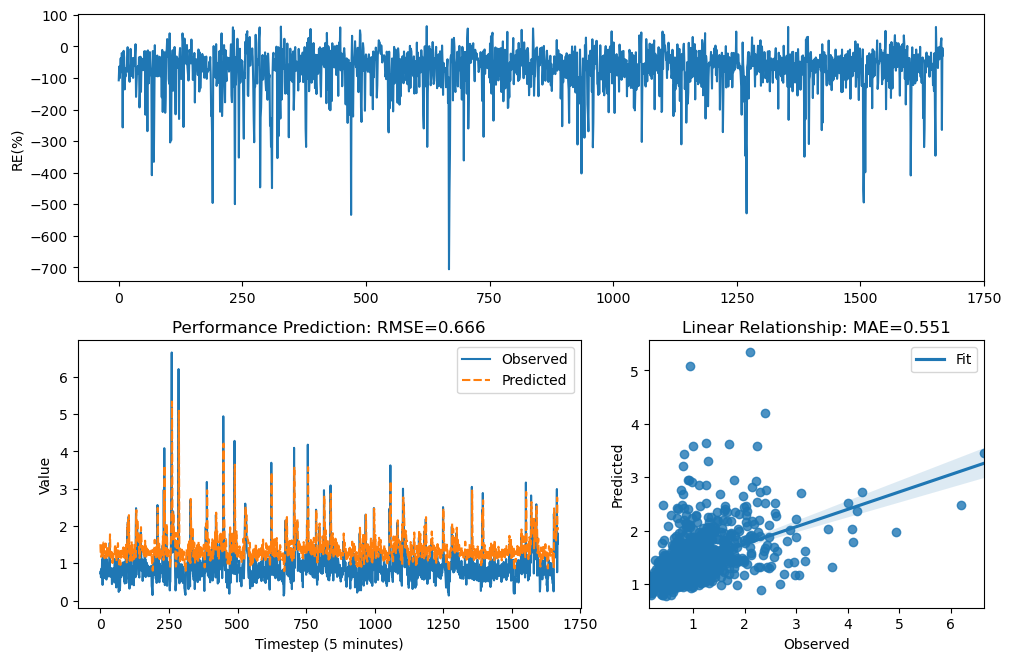 100
0
−100
−200
−300
−400
−500
−600
−700
RE(%)
0 250 500 750 1000 1250 1500 1750
Performance Prediction: RMSE=0.666
Observed
Predicted
6
5
4
3
2
1
0
Value
0 250 500 750 1000 1250 1500 1750
Timestep (5 minutes)
Linear Relationship: MAE=0.551
Fit
5
4
3
2
1
Predicted
1 2 3 4 5 6
Observed